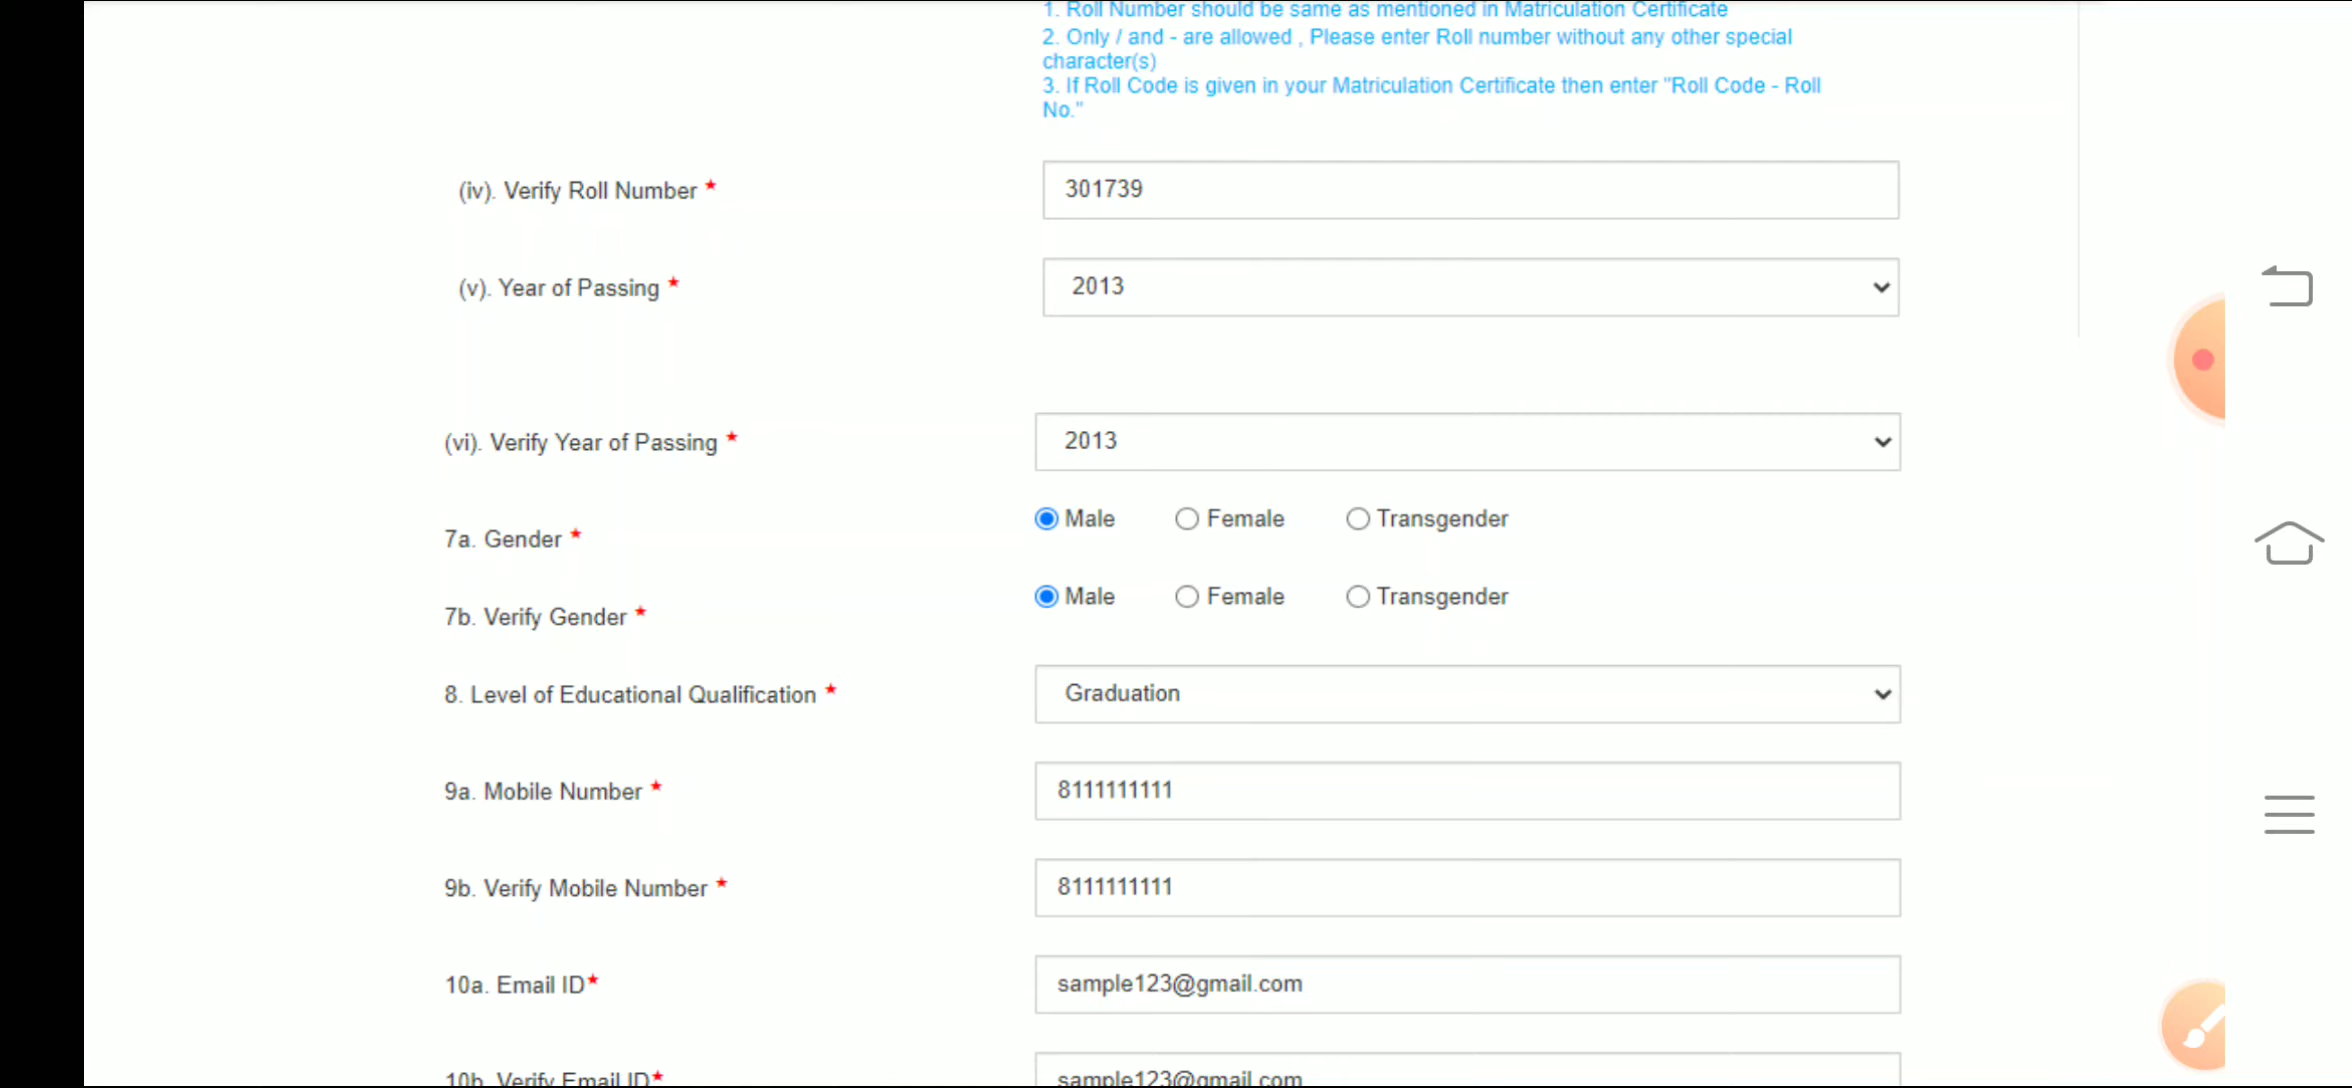 1. Roll Number should be same as mentioned in Matriculation Certificate
2. Only / and - are allowed , Please enter Roll number without any other special
character(s)
3. If Roll Code is given in your Matriculation Certificate then enter "Roll Code - Roll
No."
(iv). Verify Roll Number * 301739
(v). Year of Passing * 2013
(vi). Verify Year of Passing * 2013
7a. Gender * Male Female Transgender
7b. Verify Gender * Male Female Transgender
8. Level of Educational Qualification * Graduation
9a. Mobile Number * 8111111111
9b. Verify Mobile Number * 8111111111
10a. Email ID* sample123@gmail.com
10b. Verify Email ID* sample123@gmail.com